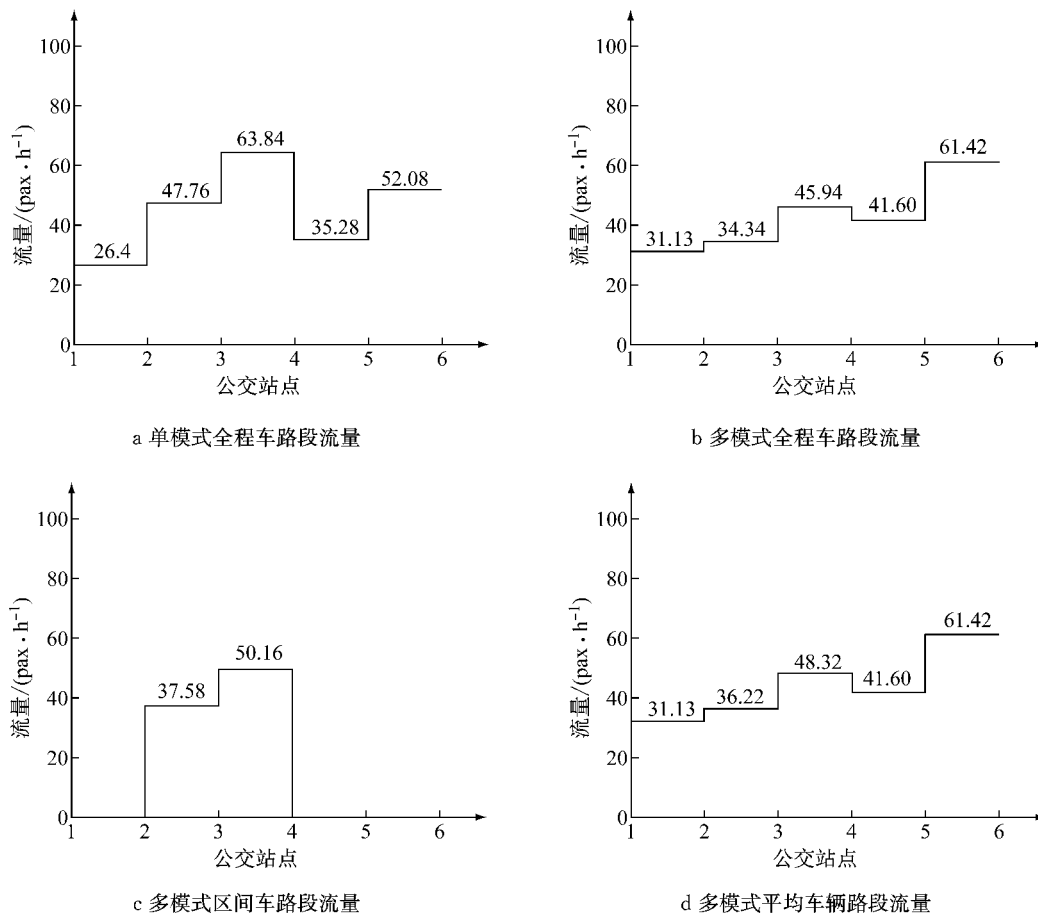 流量/(pax·h⁻¹)
100
80
60
40
20
0
26.4
47.76
63.84
35.28
52.08
1 2 3 4 5 6
公交站点
a 单模式全程车路段流量
流量/(pax·h⁻¹)
100
80
60
40
20
0
31.13
34.34
45.94
41.60
61.42
1 2 3 4 5 6
公交站点
b 多模式全程车路段流量
流量/(pax·h⁻¹)
100
80
60
40
20
0
37.58
50.16
1 2 3 4 5 6
公交站点
c 多模式区间车路段流量
流量/(pax·h⁻¹)
100
80
60
40
20
0
31.13
36.22
48.32
41.60
61.42
1 2 3 4 5 6
公交站点
d 多模式平均车辆路段流量